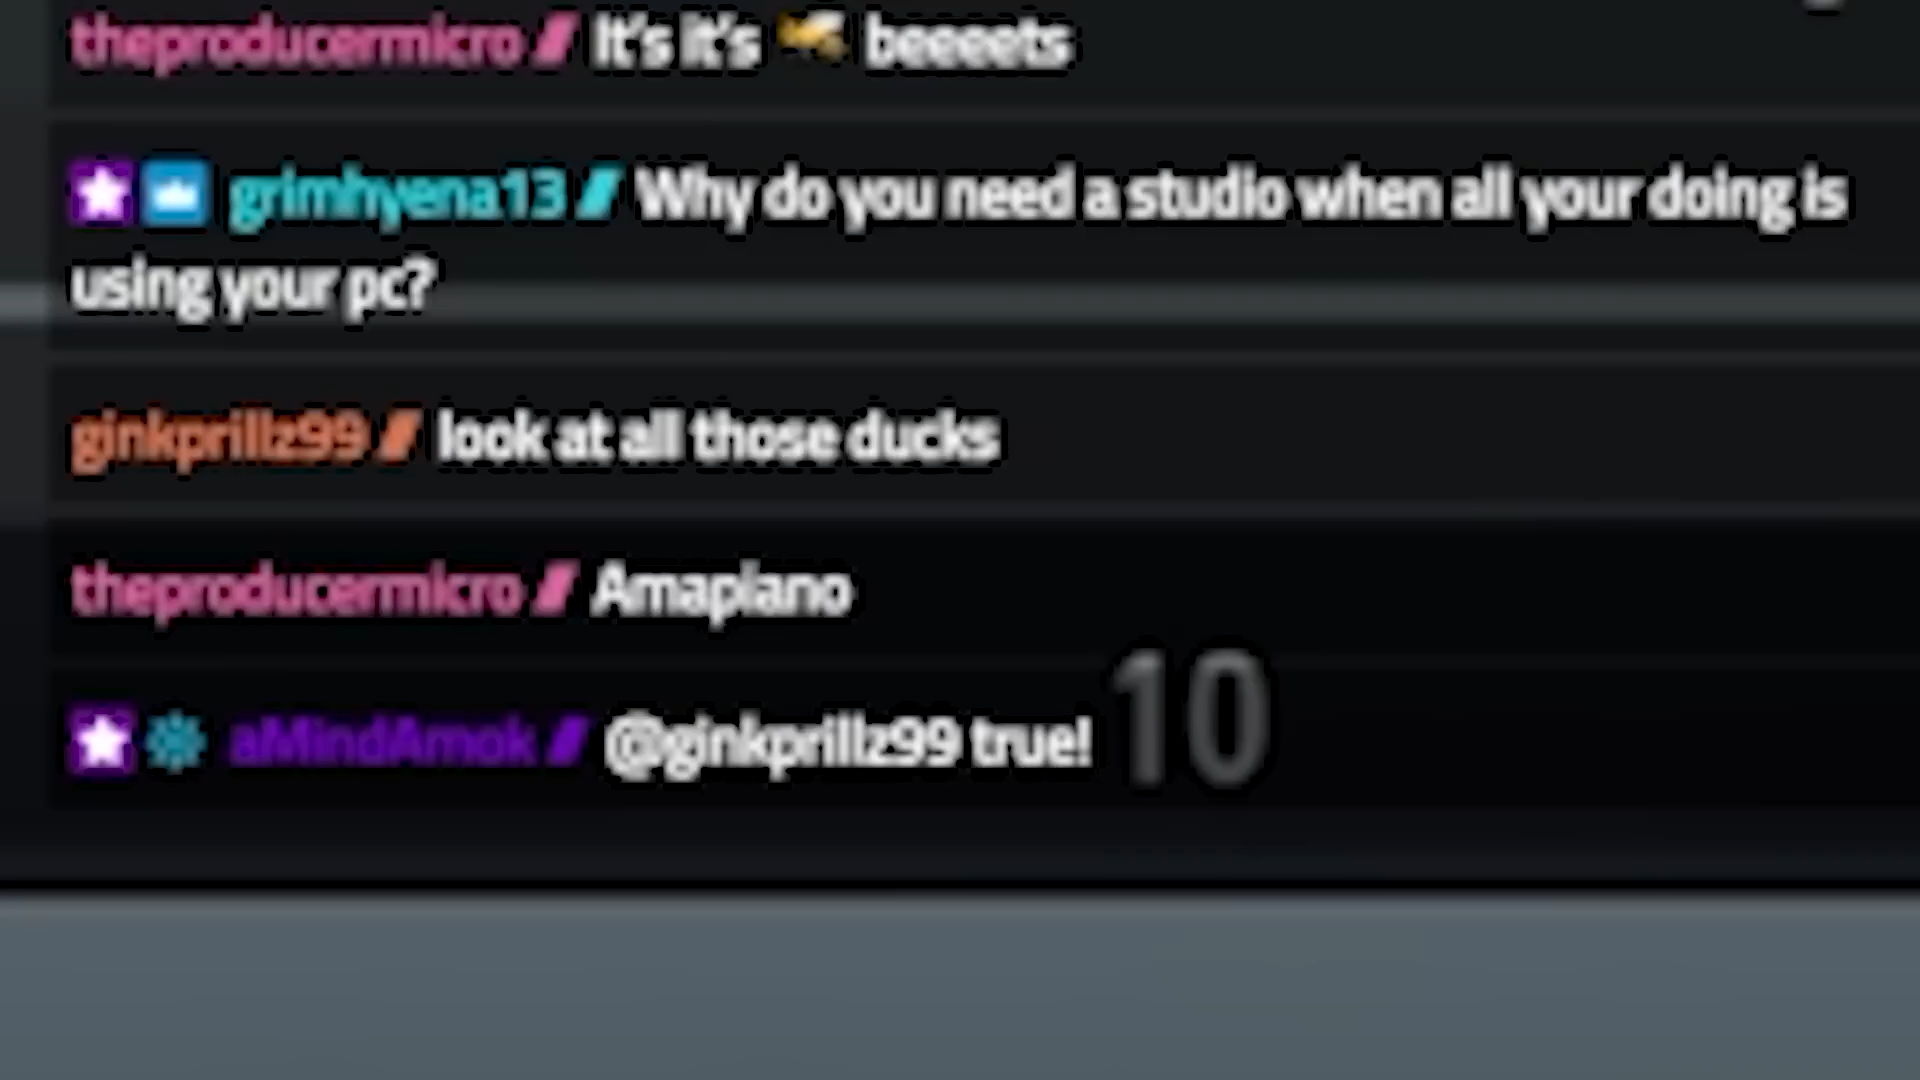 theproducermicro // It's it's beeeets
grimhyena13 // Why do you need a studio when all your doing is
using your pc?
ginkprillz99 // look at all those ducks
theproducermicro // Amapiano
aMindAmok // @ginkprillz99 true! 10